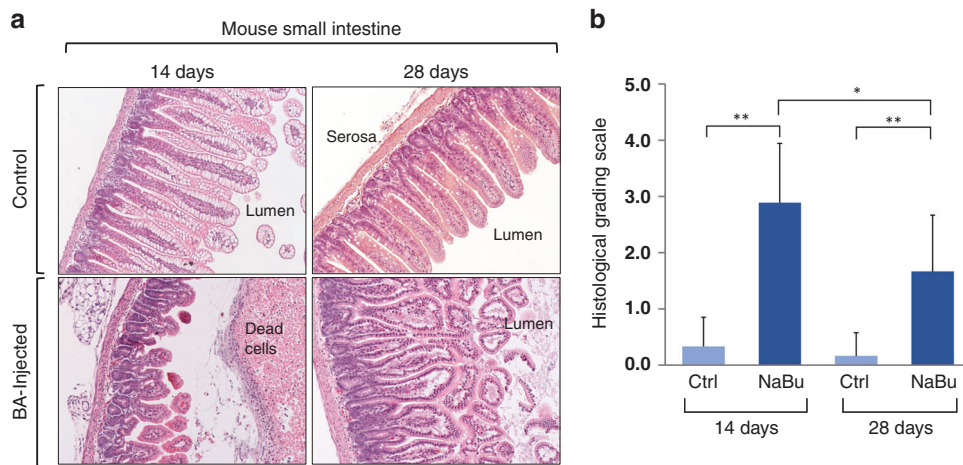 a
Mouse small intestine
14 days
28 days
Control
Lumen
Serosa
Lumen
BA-Injected
Dead
cells
Lumen
b
Histological grading scale
5.0
4.0
3.0
2.0
1.0
0.0
**
*
**
Ctrl
NaBu
Ctrl
NaBu
14 days
28 days